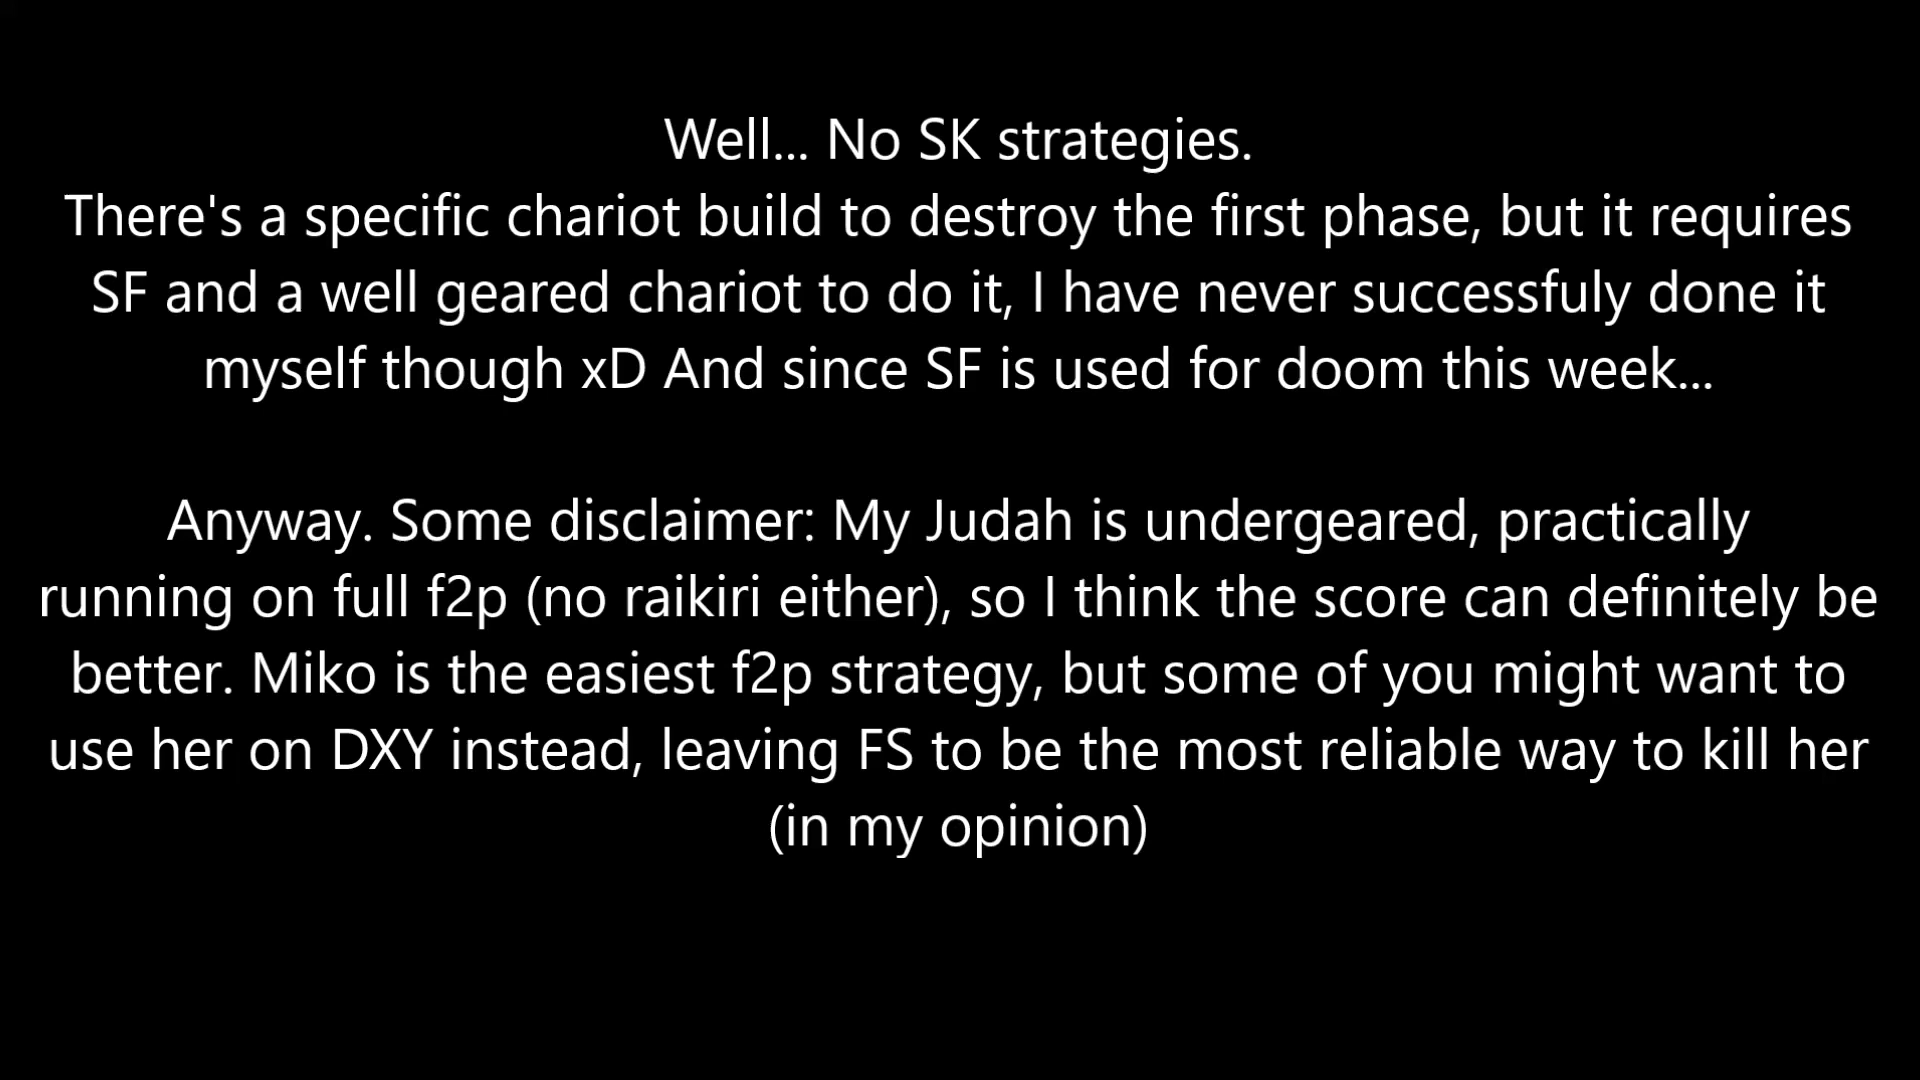 Well... No SK strategies.
There's a specific chariot build to destroy the first phase, but it requires
SF and a well geared chariot to do it, I have never successfuly done it
myself though xD And since SF is used for doom this week...
Anyway. Some disclaimer: My Judah is undergeared, practically
running on full f2p (no raikiri either), so I think the score can definitely be
better. Miko is the easiest f2p strategy, but some of you might want to
use her on DXY instead, leaving FS to be the most reliable way to kill her
(in my opinion)